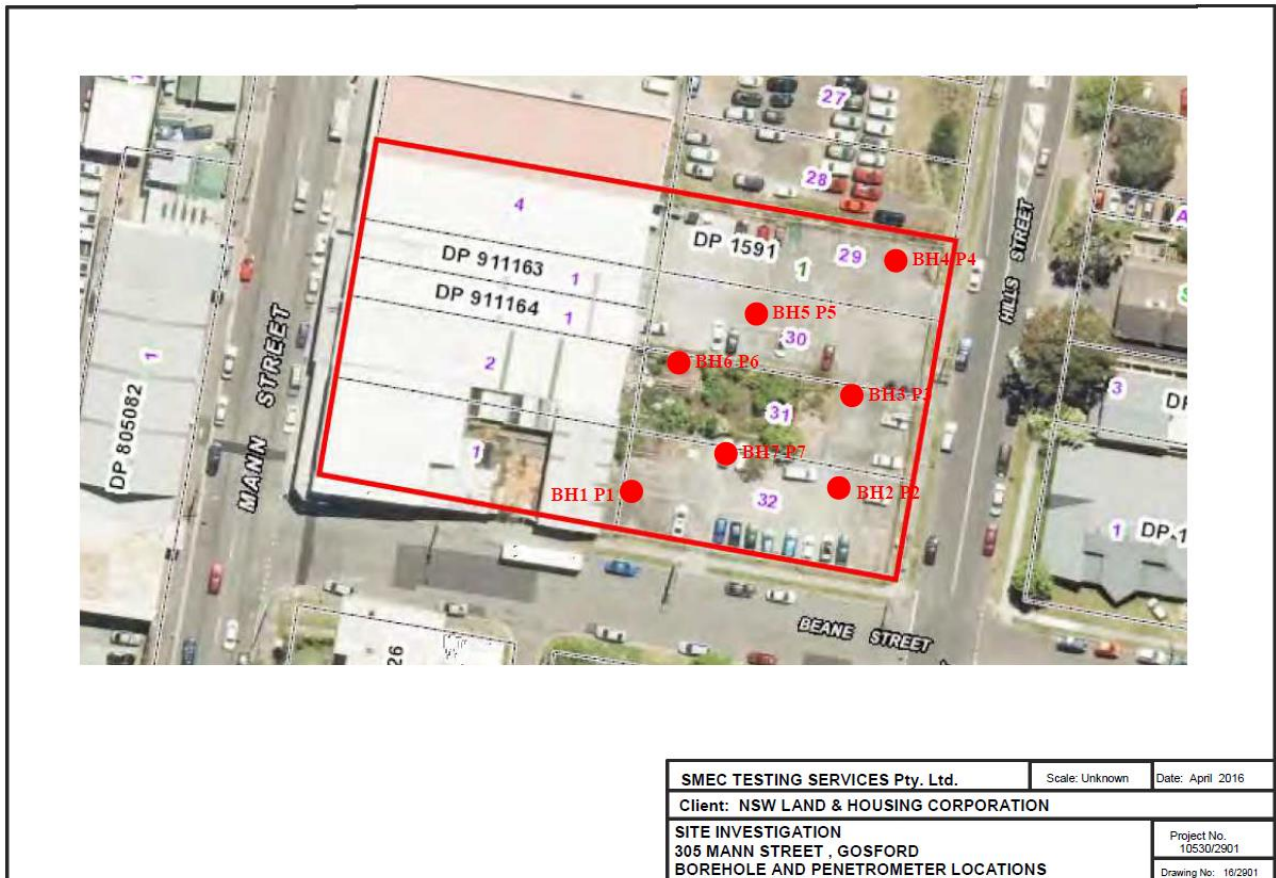 27
28
4
DP 1591
29
BH4 P4
1
DP 911163
1
DP 911164
1
BH5 P5
30
2
BH6 P6
BH3 P3
31
1
BH7 P7
BH1 P1
BH2 P2
32
MANN STREET
HILLS STREET
BEANE STREET
DP 805082
1
26
A
S
3
DP
1
DP 1
SMEC TESTING SERVICES Pty. Ltd.
Scale: Unknown
Date: April 2016
Client: NSW LAND & HOUSING CORPORATION
SITE INVESTIGATION
305 MANN STREET , GOSFORD
BOREHOLE AND PENETROMETER LOCATIONS
Project No.
10530/2901
Drawing No: 16/2901